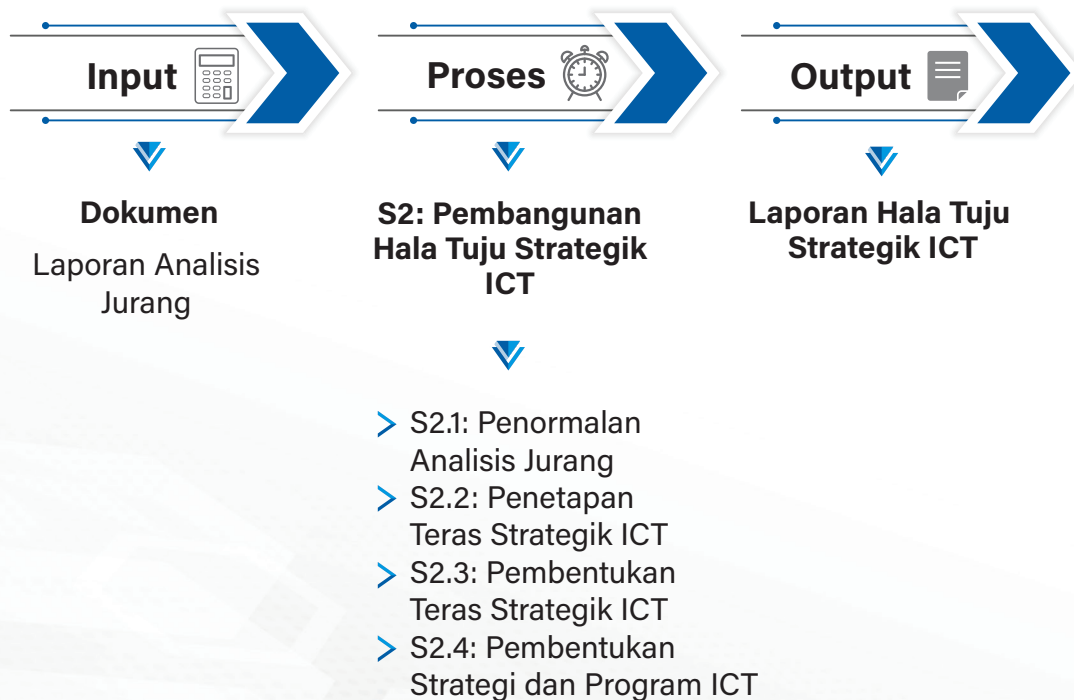 Input
Dokumen
Laporan Analisis
Jurang
Proses
S2: Pembangunan
Hala Tuju Strategik
ICT
S2.1: Penormalan
Analisis Jurang
S2.2: Penetapan
Teras Strategik ICT
S2.3: Pembentukan
Teras Strategik ICT
S2.4: Pembentukan
Strategi dan Program ICT
Output
Laporan Hala Tuju
Strategik ICT